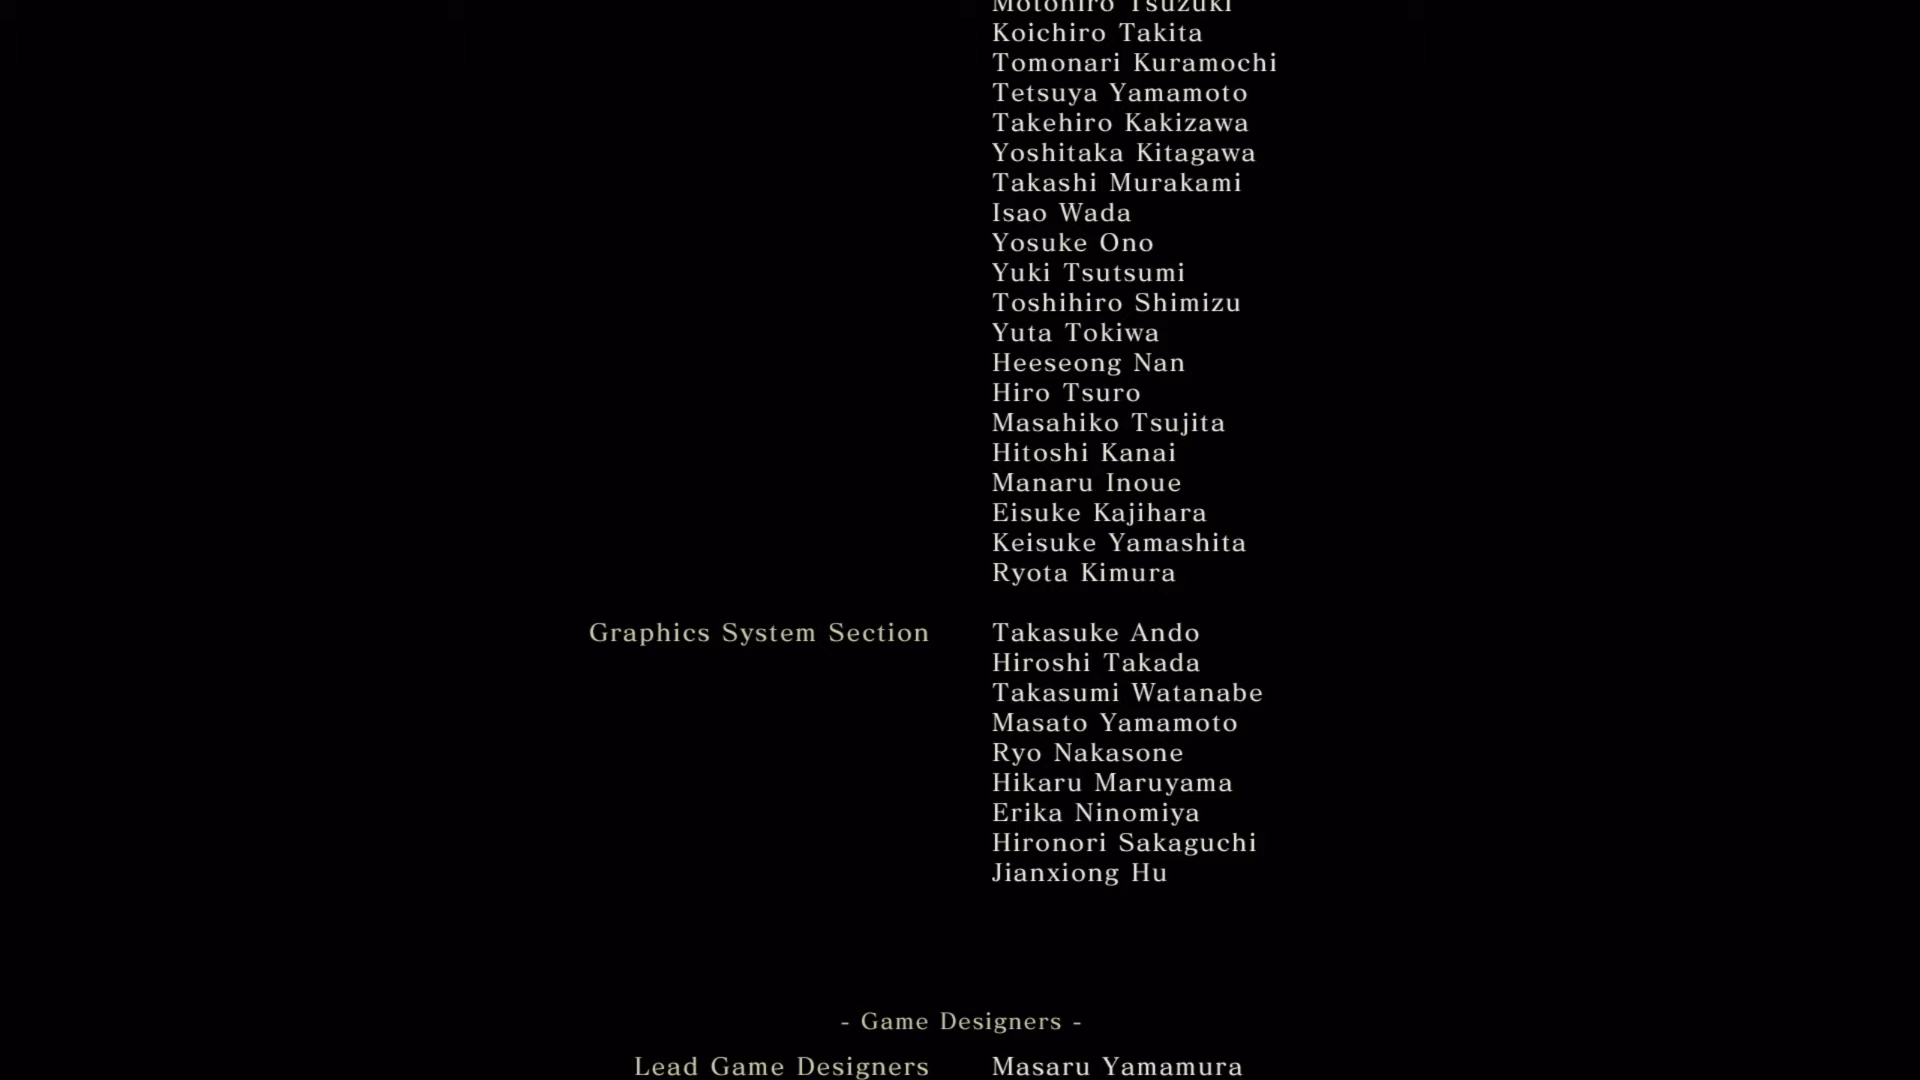 Motohiro Tsuzuki
Koichiro Takita
Tomonari Kuramochi
Tetsuya Yamamoto
Takehiro Kakizawa
Yoshitaka Kitagawa
Takashi Murakami
Isao Wada
Yosuke Ono
Yuki Tsutsumi
Toshihiro Shimizu
Yuta Tokiwa
Heeseong Nan
Hiro Tsuro
Masahiko Tsujita
Hitoshi Kanai
Manaru Inoue
Eisuke Kajihara
Keisuke Yamashita
Ryota Kimura
Graphics System Section Takasuke Ando
Hiroshi Takada
Takasumi Watanabe
Masato Yamamoto
Ryo Nakasone
Hikaru Maruyama
Erika Ninomiya
Hironori Sakaguchi
Jianxiong Hu
- Game Designers -
Lead Game Designers Masaru Yamamura